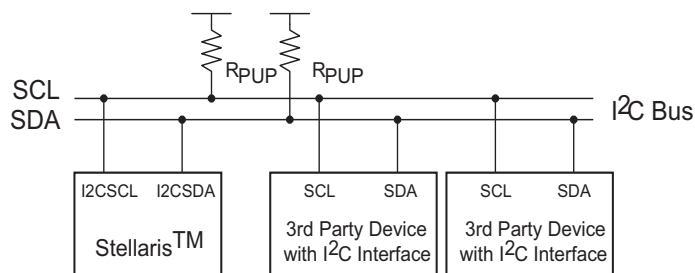 RPUP RPUP
SCL
SDA
I2C Bus
I2CSCL I2CSDA SCL SDA SCL SDA
StellarisTM
3rd Party Device
with I2C Interface
3rd Party Device
with I2C Interface